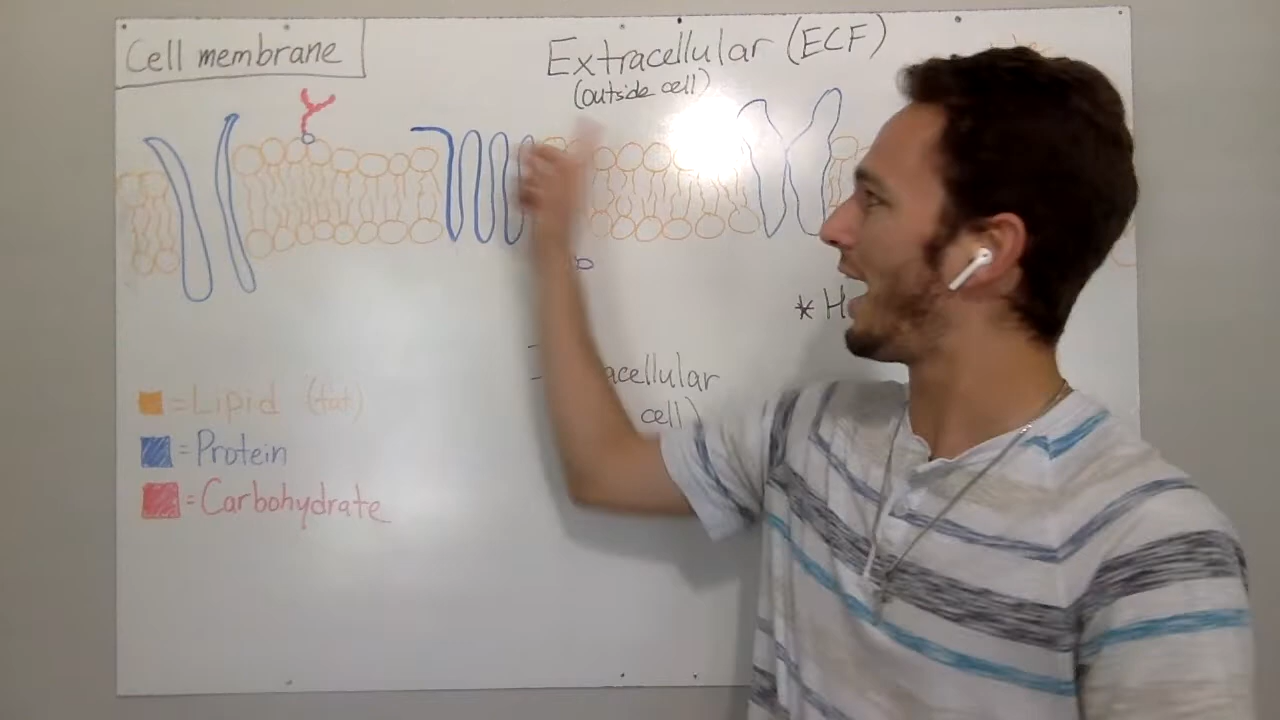 Cell membrane
Extracellular (ECF)
(outside cell)
* H
acellular
cell)
= Lipid (fat)
= Protein
= Carbohydrate